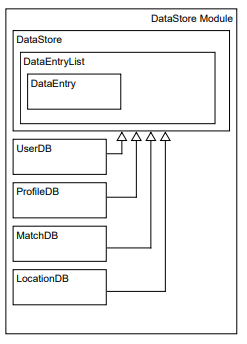 DataStore Module
DataStore
DataEntryList
DataEntry
UserDB
ProfileDB
MatchDB
LocationDB